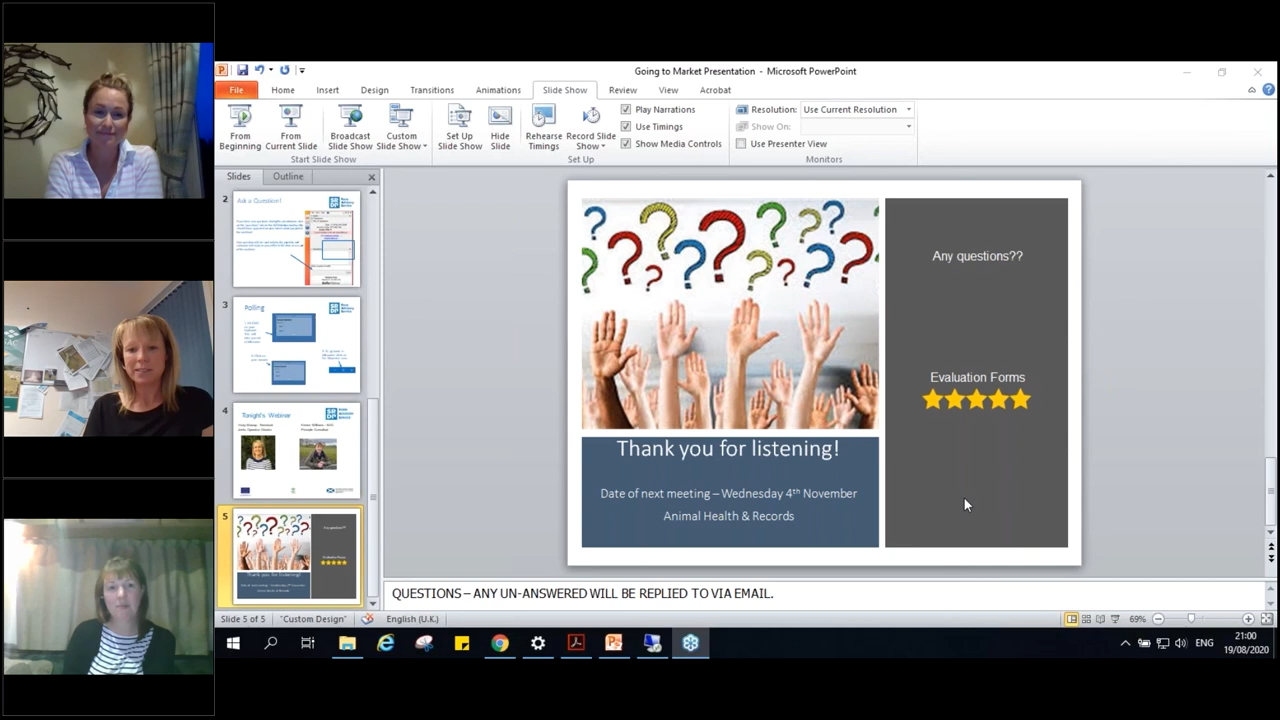 Going to Market Presentation - Microsoft PowerPoint
File Home Insert Design Transitions Animations Slide Show Review View Acrobat
From Beginning
From Current Slide
Broadcast Slide Show
Custom Slide Show
Start Slide Show
Set Up Slide Show
Hide Slide
Rehearse Timings
Record Slide Show
Play Narrations
Use Timings
Show Media Controls
Set Up
Resolution: Use Current Resolution
Show On:
Use Presenter View
Monitors
Slides Outline
2
Ask a Question!
3
Polling
4
Tonight's Webinar
5
Any questions??
Evaluation Forms
Thank you for listening!
Date of next meeting – Wednesday 4th November
Animal Health & Records
QUESTIONS – ANY UN-ANSWERED WILL BE REPLIED TO VIA EMAIL.
Slide 5 of 5 "Custom Design" English (U.K.) 69%
ENG
21:00
19/08/2020